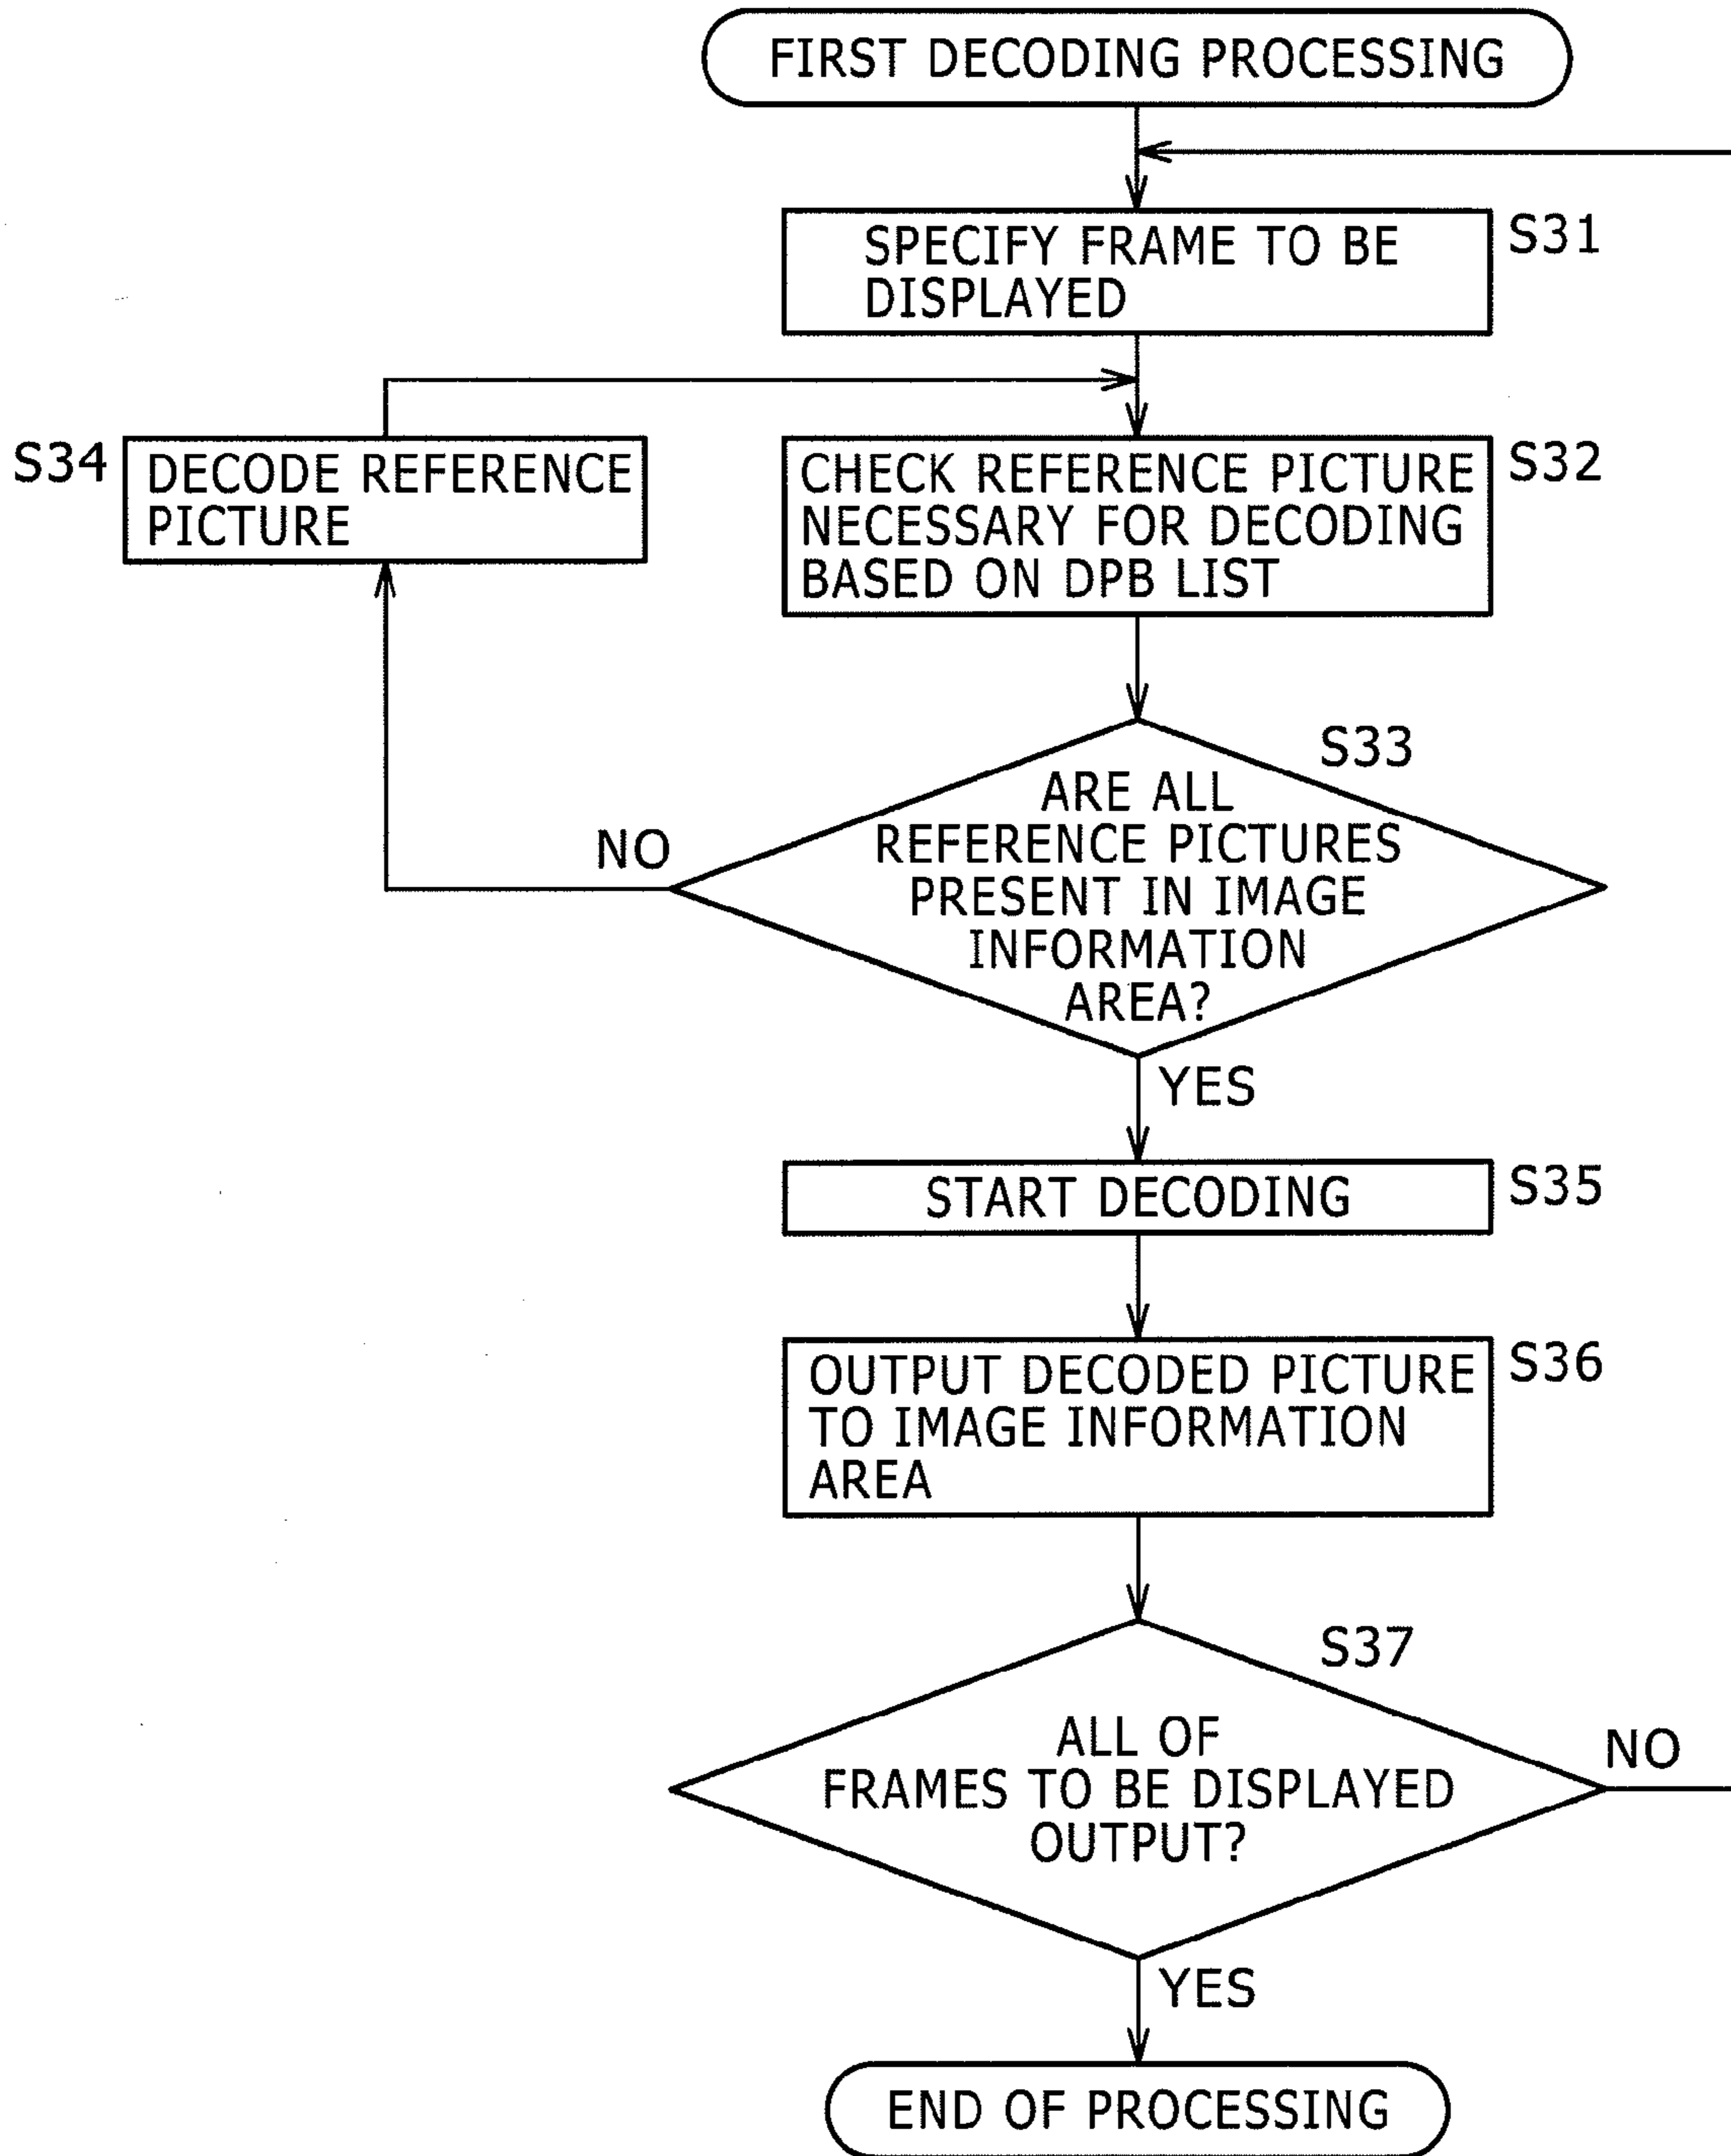 FIRST DECODING PROCESSING
SPECIFY FRAME TO BE
DISPLAYED
S31
S34
DECODE REFERENCE
PICTURE
CHECK REFERENCE PICTURE
NECESSARY FOR DECODING
BASED ON DPB LIST
S32
S33
ARE ALL
REFERENCE PICTURES
PRESENT IN IMAGE
INFORMATION
AREA?
NO
YES
START DECODING
S35
OUTPUT DECODED PICTURE
TO IMAGE INFORMATION
AREA
S36
S37
ALL OF
FRAMES TO BE DISPLAYED
OUTPUT?
NO
YES
END OF PROCESSING